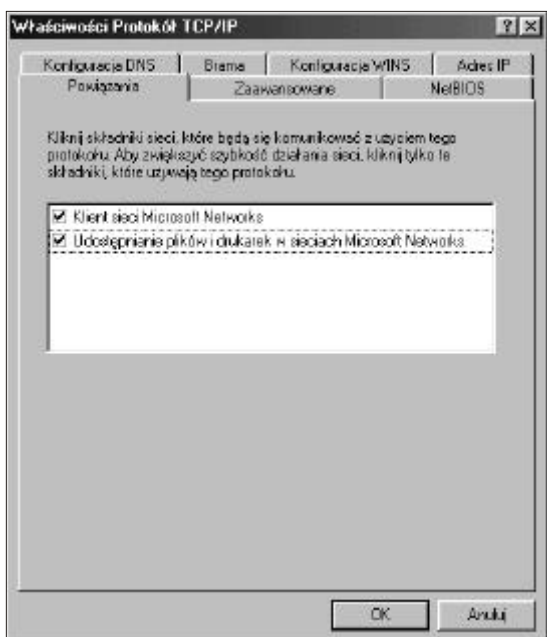 Właściwości Protokół TCP/IP
Konfiguracja DNS Brama Konfiguracja WINS Adres IP
Powiązania Zaawansowane NetBIOS
Kliknij składniki sieci, które będą się komunikować z użyciem tego
protokołu. Aby zwiększyć szybkość działania sieci, kliknij tylko te
składniki, które używają tego protokołu.
Klient sieci Microsoft Networks
Udostępnianie plików i drukarek w sieciach Microsoft Networks
OK Anuluj